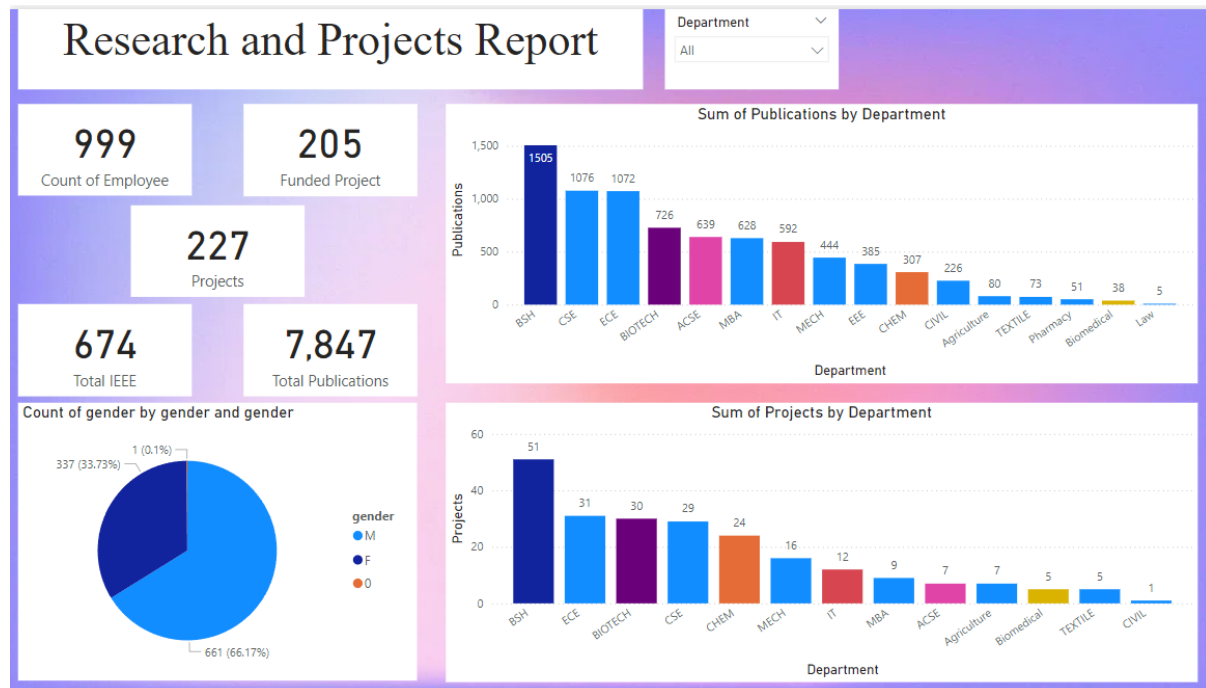 Research and Projects Report
Department
All
999
Count of Employee
205
Funded Project
227
Projects
674
Total IEEE
7,847
Total Publications
Sum of Publications by Department
Publications
1,500
1,000
500
0
1505
1076
1072
726
639
628
592
444
385
307
226
80
73
51
38
5
BSH
CSE
ECE
BIOTECH
ACSE
MBA
IT
MECH
EEE
CHEM
CIVIL
Agriculture
TEXTILE
Pharmacy
Biomedical
Law
Department
Count of gender by gender and gender
1 (0.1%)
337 (33.73%)
661 (66.17%)
gender
M
F
0
Sum of Projects by Department
Projects
60
40
20
0
51
31
30
29
24
16
12
9
7
7
5
5
1
BSH
ECE
BIOTECH
CSE
CHEM
MECH
IT
MBA
ACSE
Agriculture
Biomedical
TEXTILE
CIVIL
Department